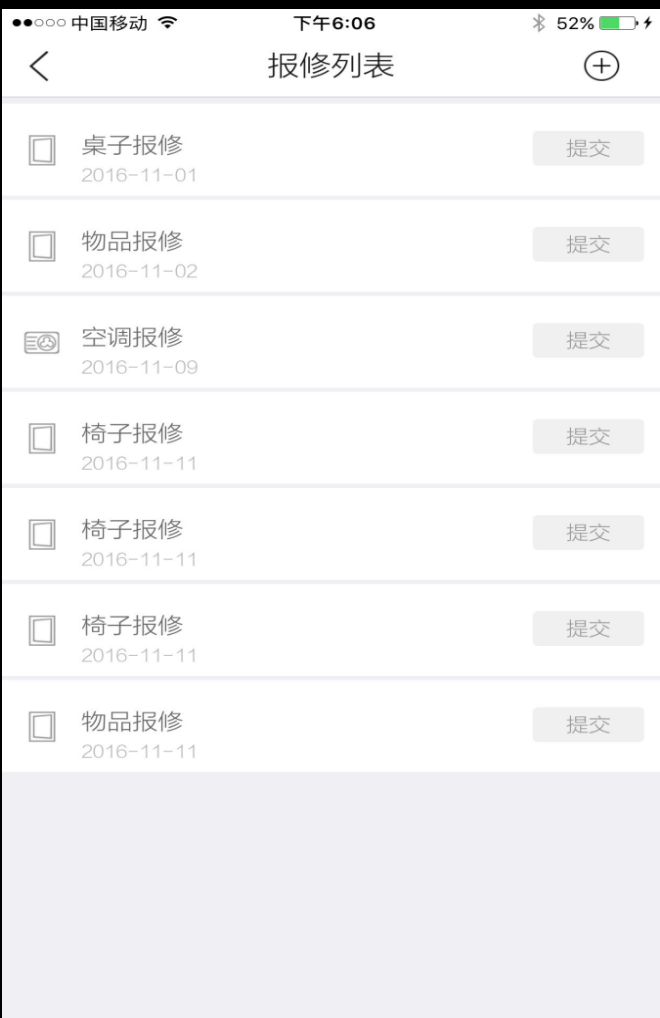 中国移动 下午6:06 52%
报修列表
桌子报修
2016-11-01
提交
物品报修
2016-11-02
提交
空调报修
2016-11-09
提交
椅子报修
2016-11-11
提交
椅子报修
2016-11-11
提交
椅子报修
2016-11-11
提交
物品报修
2016-11-11
提交